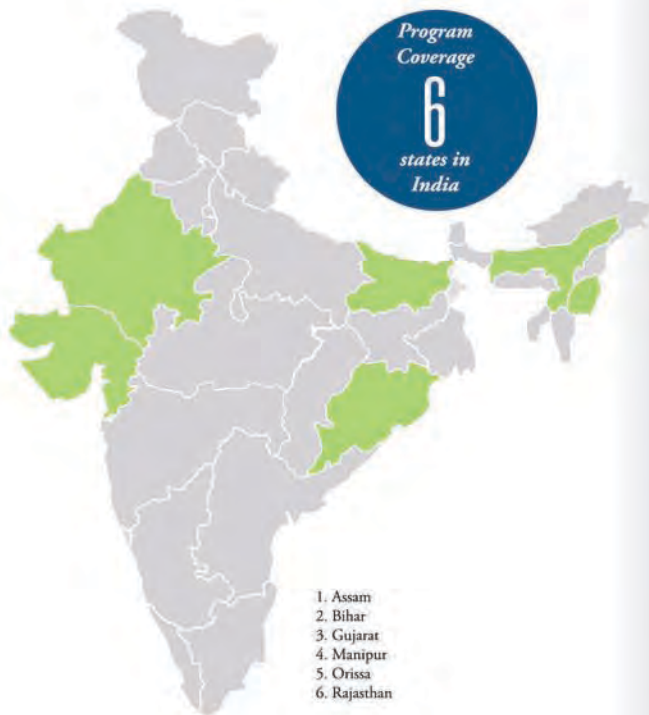 Program
Coverage
6
states in
India
1. Assam
2. Bihar
3. Gujarat
4. Manipur
5. Orissa
6. Rajasthan